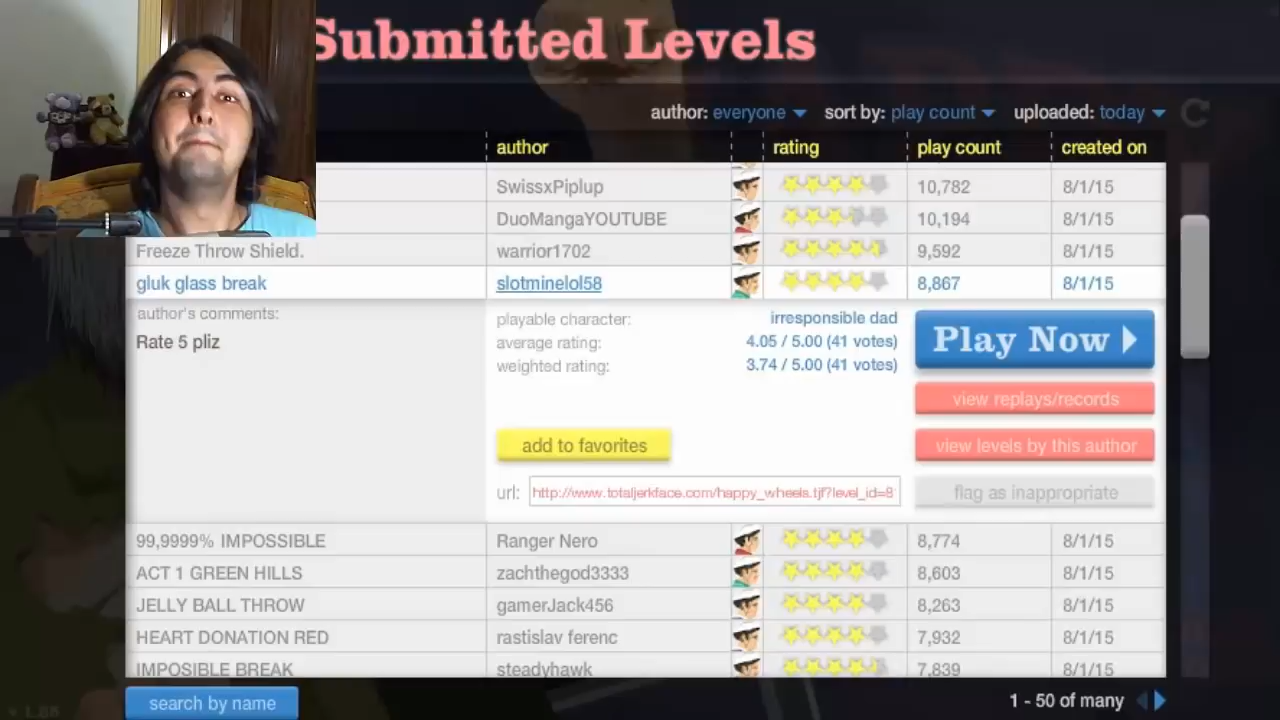 Submitted Levels
author: everyone sort by: play count uploaded: today
author rating play count created on
SwissxPiplup 10,782 8/1/15
DuoMangaYOUTUBE 10,194 8/1/15
Freeze Throw Shield. warrior1702 9,592 8/1/15
gluk glass break slotminelol58 8,867 8/1/15
author's comments:
Rate 5 pliz
playable character: irresponsible dad
average rating: 4.05 / 5.00 (41 votes)
weighted rating: 3.74 / 5.00 (41 votes)
add to favorites
url: http://www.totaljerkface.com/happy_wheels.tjf?level_id=8
Play Now
view replays/records
view levels by this author
flag as inappropriate
99,9999% IMPOSSIBLE Ranger Nero 8,774 8/1/15
ACT 1 GREEN HILLS zachthegod3333 8,603 8/1/15
JELLY BALL THROW gamerJack456 8,263 8/1/15
HEART DONATION RED rastislav ferenc 7,932 8/1/15
IMPOSIBLE BREAK steadyhawk 7,839 8/1/15
search by name 1 - 50 of many